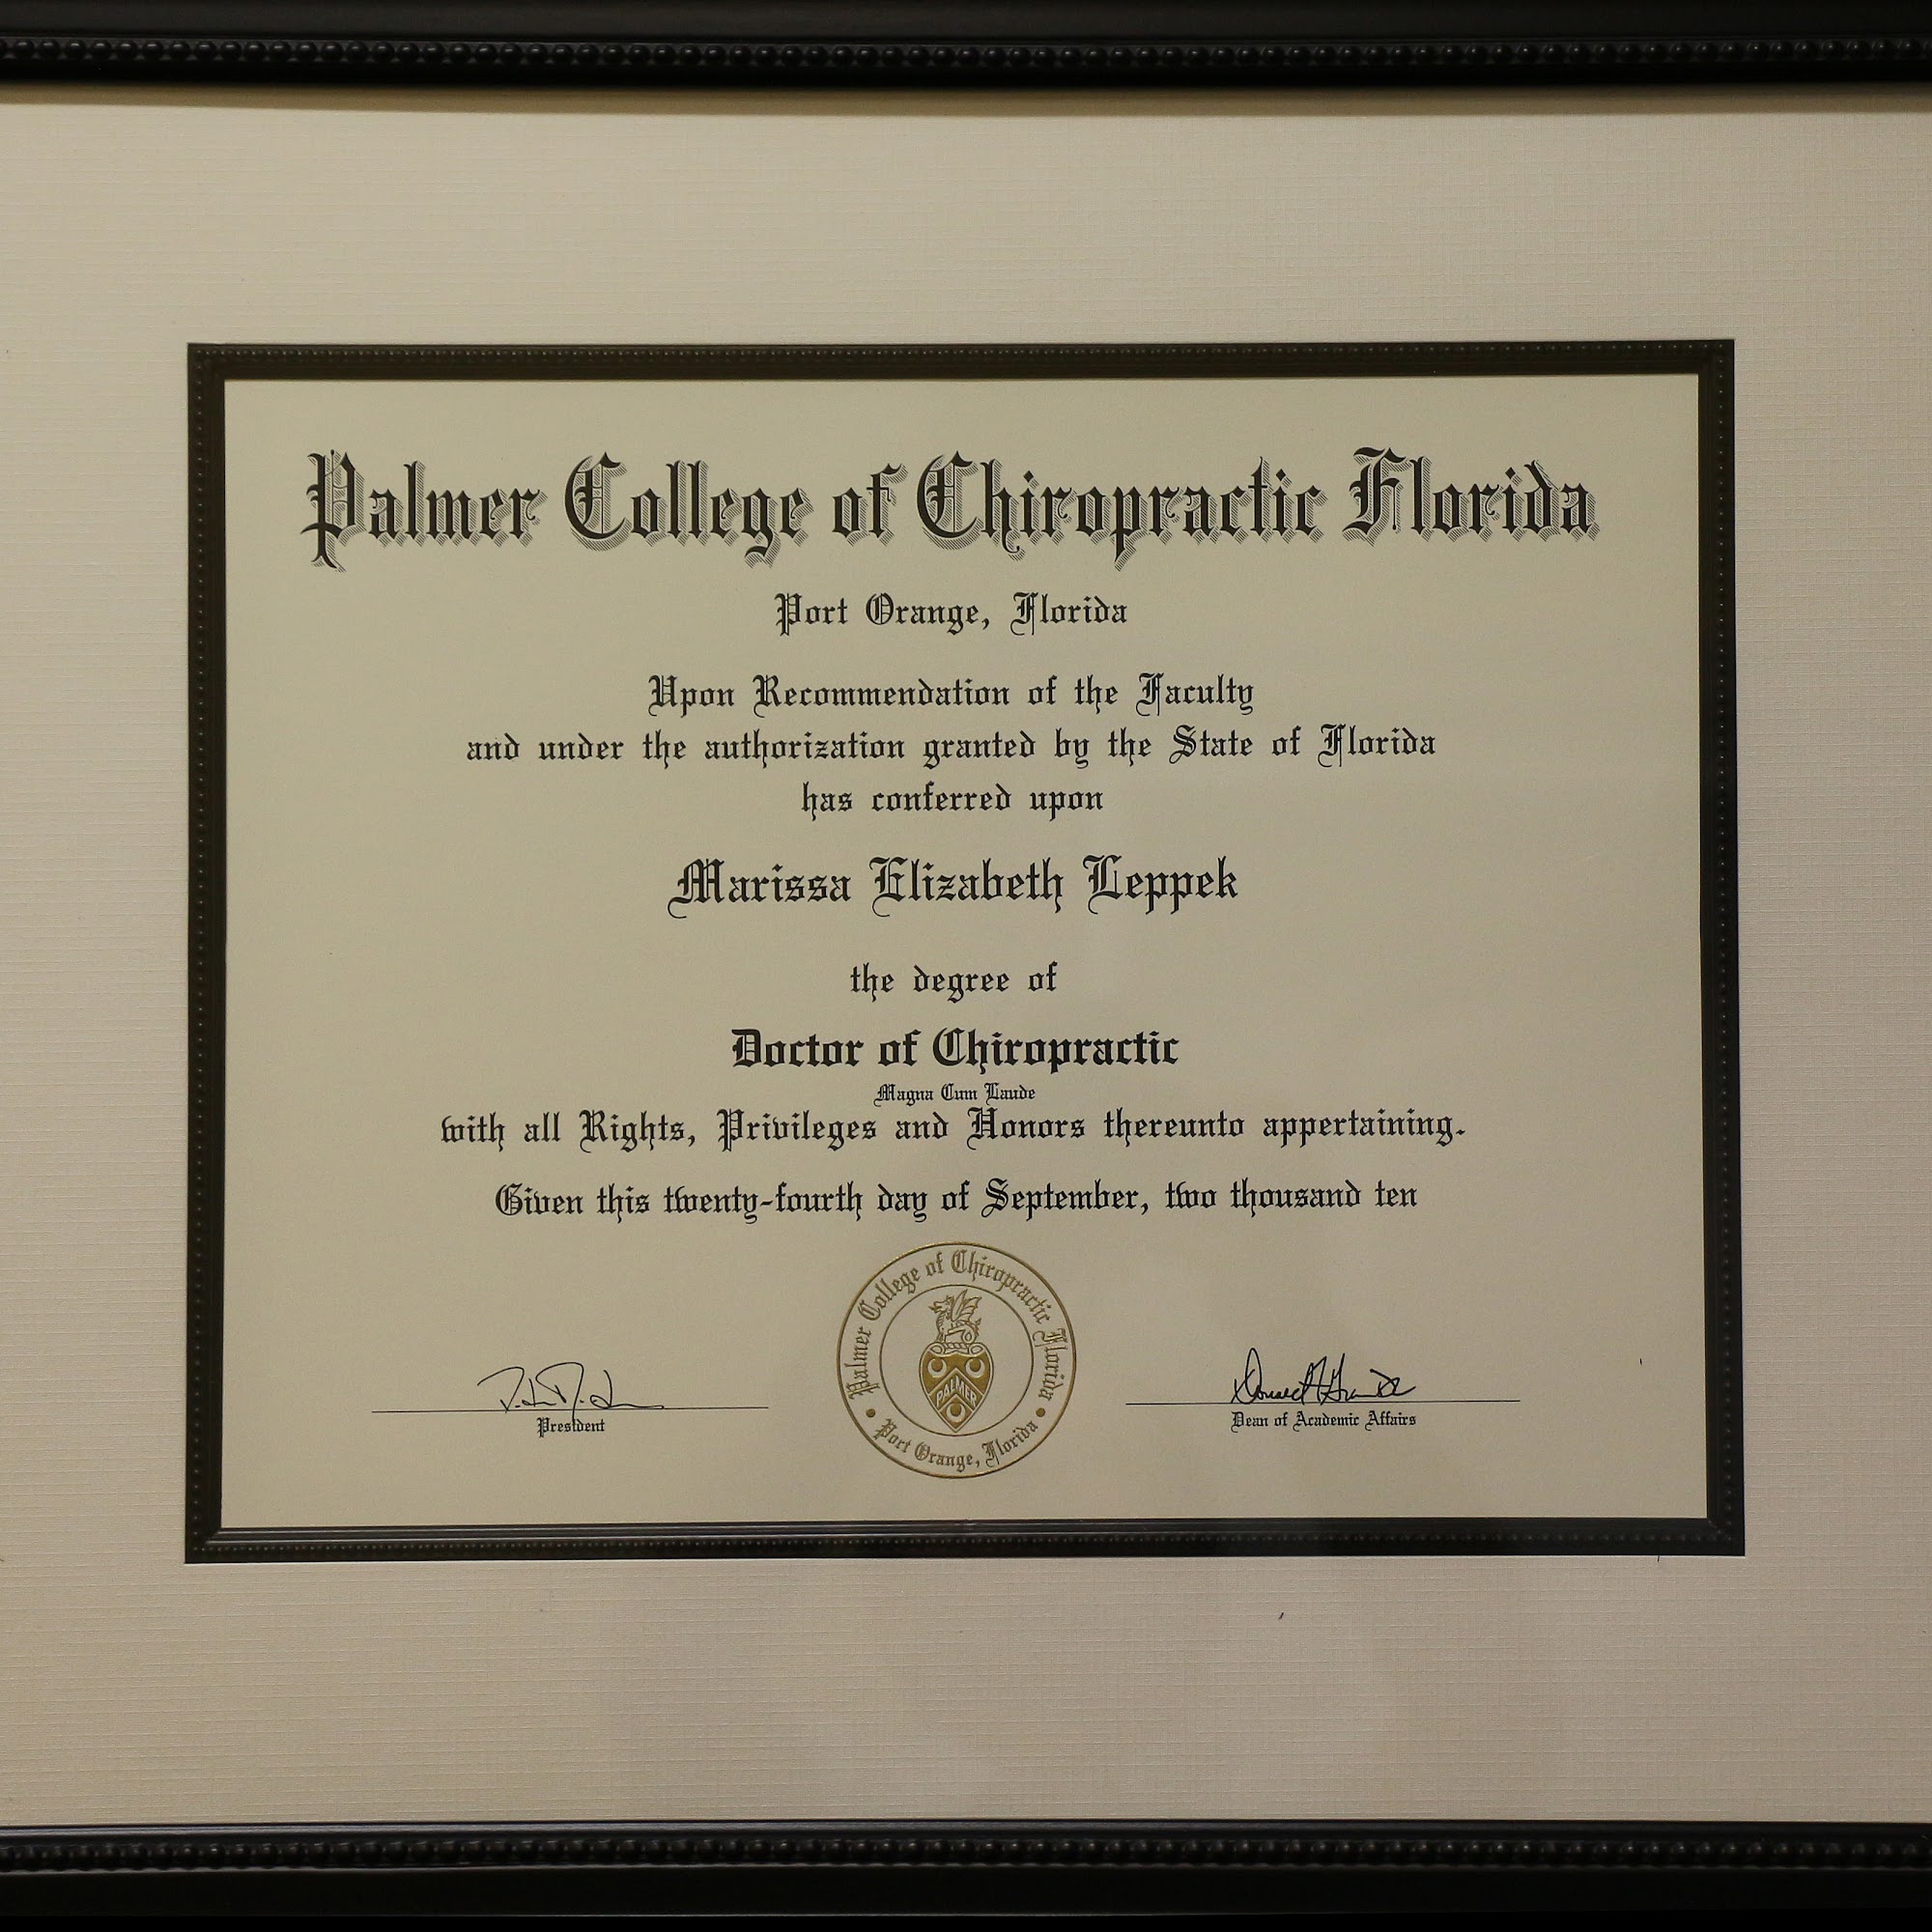 Palmer College of Chiropractic Florida
Port Orange, Florida
Upon Recommendation of the Faculty
and under the authorization granted by the State of Florida
has conferred upon
Marissa Elizabeth Leppek
the degree of
Doctor of Chiropractic
Magna Cum Laude
with all Rights, Privileges and Honors thereunto appertaining.
Given this twenty-fourth day of September, two thousand ten
Palmer College of Chiropractic Florida
PALMER
Port Orange, Florida
President
Dean of Academic Affairs